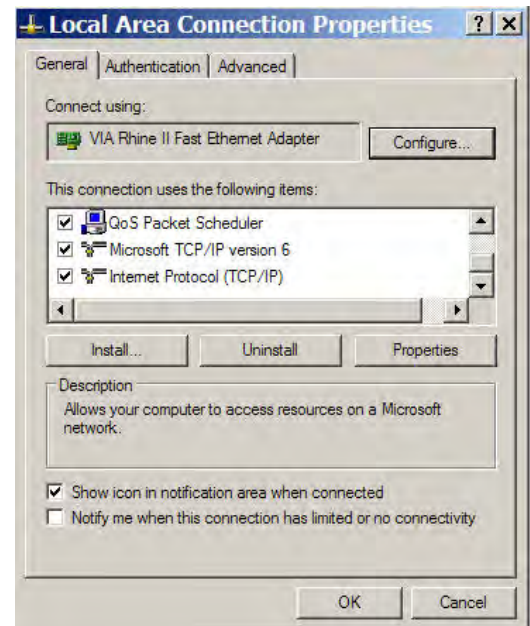 Local Area Connection Properties
General Authentication Advanced
Connect using:
VIA Rhine II Fast Ethernet Adapter Configure...
This connection uses the following items:
QoS Packet Scheduler
Microsoft TCP/IP version 6
Internet Protocol (TCP/IP)
Install... Uninstall Properties
Description
Allows your computer to access resources on a Microsoft
network.
Show icon in notification area when connected
Notify me when this connection has limited or no connectivity
OK Cancel